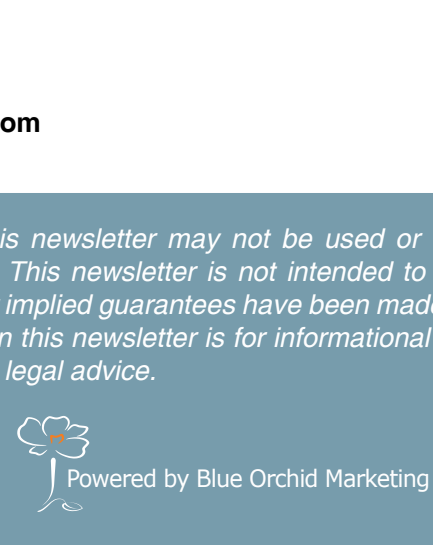 om
is newsletter may not be used or
This newsletter is not intended to
implied guarantees have been made
n this newsletter is for informational
legal advice.
Powered by Blue Orchid Marketing